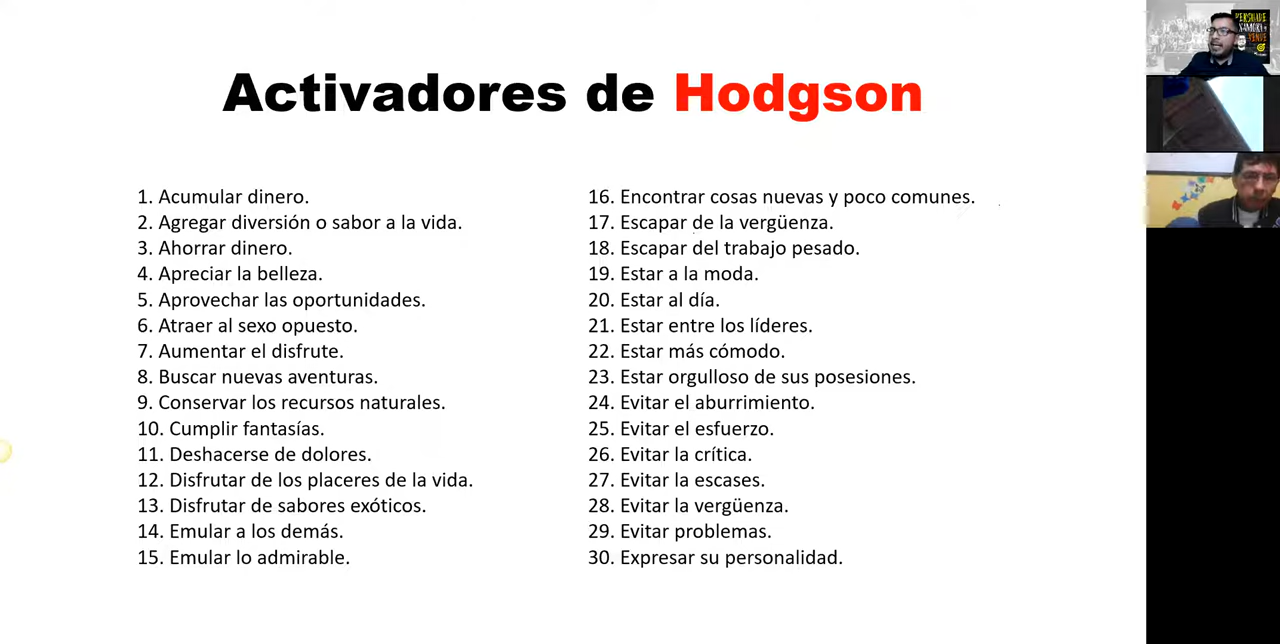 Activadores de Hodgson
1. Acumular dinero.
2. Agregar diversión o sabor a la vida.
3. Ahorrar dinero.
4. Apreciar la belleza.
5. Aprovechar las oportunidades.
6. Atraer al sexo opuesto.
7. Aumentar el disfrute.
8. Buscar nuevas aventuras.
9. Conservar los recursos naturales.
10. Cumplir fantasías.
11. Deshacerse de dolores.
12. Disfrutar de los placeres de la vida.
13. Disfrutar de sabores exóticos.
14. Emular a los demás.
15. Emular lo admirable.
16. Encontrar cosas nuevas y poco comunes.
17. Escapar de la vergüenza.
18. Escapar del trabajo pesado.
19. Estar a la moda.
20. Estar al día.
21. Estar entre los líderes.
22. Estar más cómodo.
23. Estar orgulloso de sus posesiones.
24. Evitar el aburrimiento.
25. Evitar el esfuerzo.
26. Evitar la crítica.
27. Evitar la escases.
28. Evitar la vergüenza.
29. Evitar problemas.
30. Expresar su personalidad.
PERSUADE
VENDE